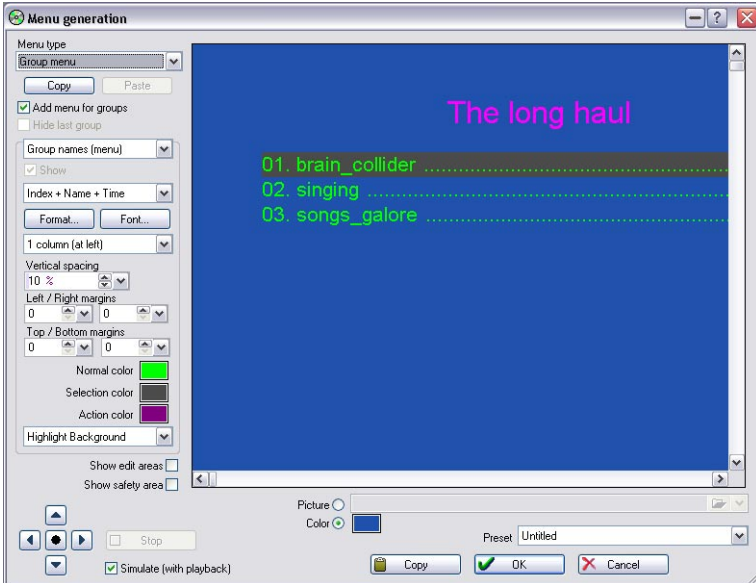 Menu generation
Menu type
Group menu
Copy Paste
Add menu for groups
Hide last group
Group names (menu)
Show
Index + Name + Time
Format... Font...
1 column (at left)
Vertical spacing
10 %
Left / Right margins
0 0
Top / Bottom margins
0 0
Normal color
Selection color
Action color
Highlight Background
Show edit areas
Show safety area
Stop
Simulate (with playback)
The long haul
01. brain_collider ......................................................
02. singing ................................................................
03. songs_galore .....................................................
Picture
Color
Preset Untitled
Copy OK Cancel